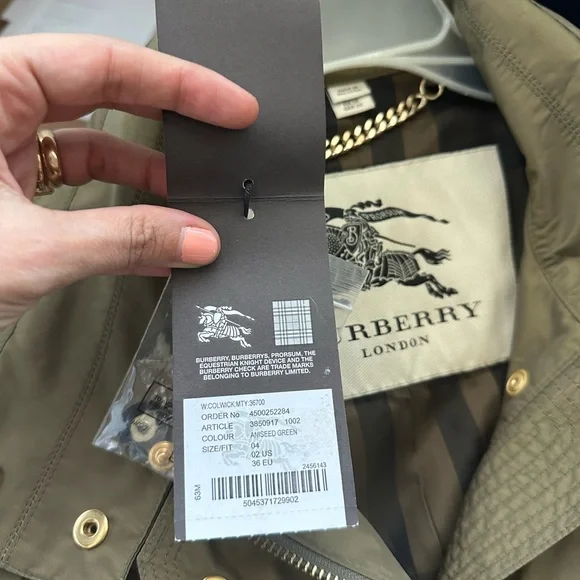 BURBERRY, BURBERRYS, PRORSUM, THE
EQUESTRIAN KNIGHT DEVICE AND THE
BURBERRY CHECK ARE TRADE MARKS
BELONGING TO BURBERRY LIMITED.
W.COLWICK.MTY:36700
ORDER No 4500252284
ARTICLE 3850917 1002
COLOUR ANISEED GREEN
SIZE/FIT 04
02 US
36 EU
2456143
63M
5045371729902
PRORSUM
URBERRY
LONDON